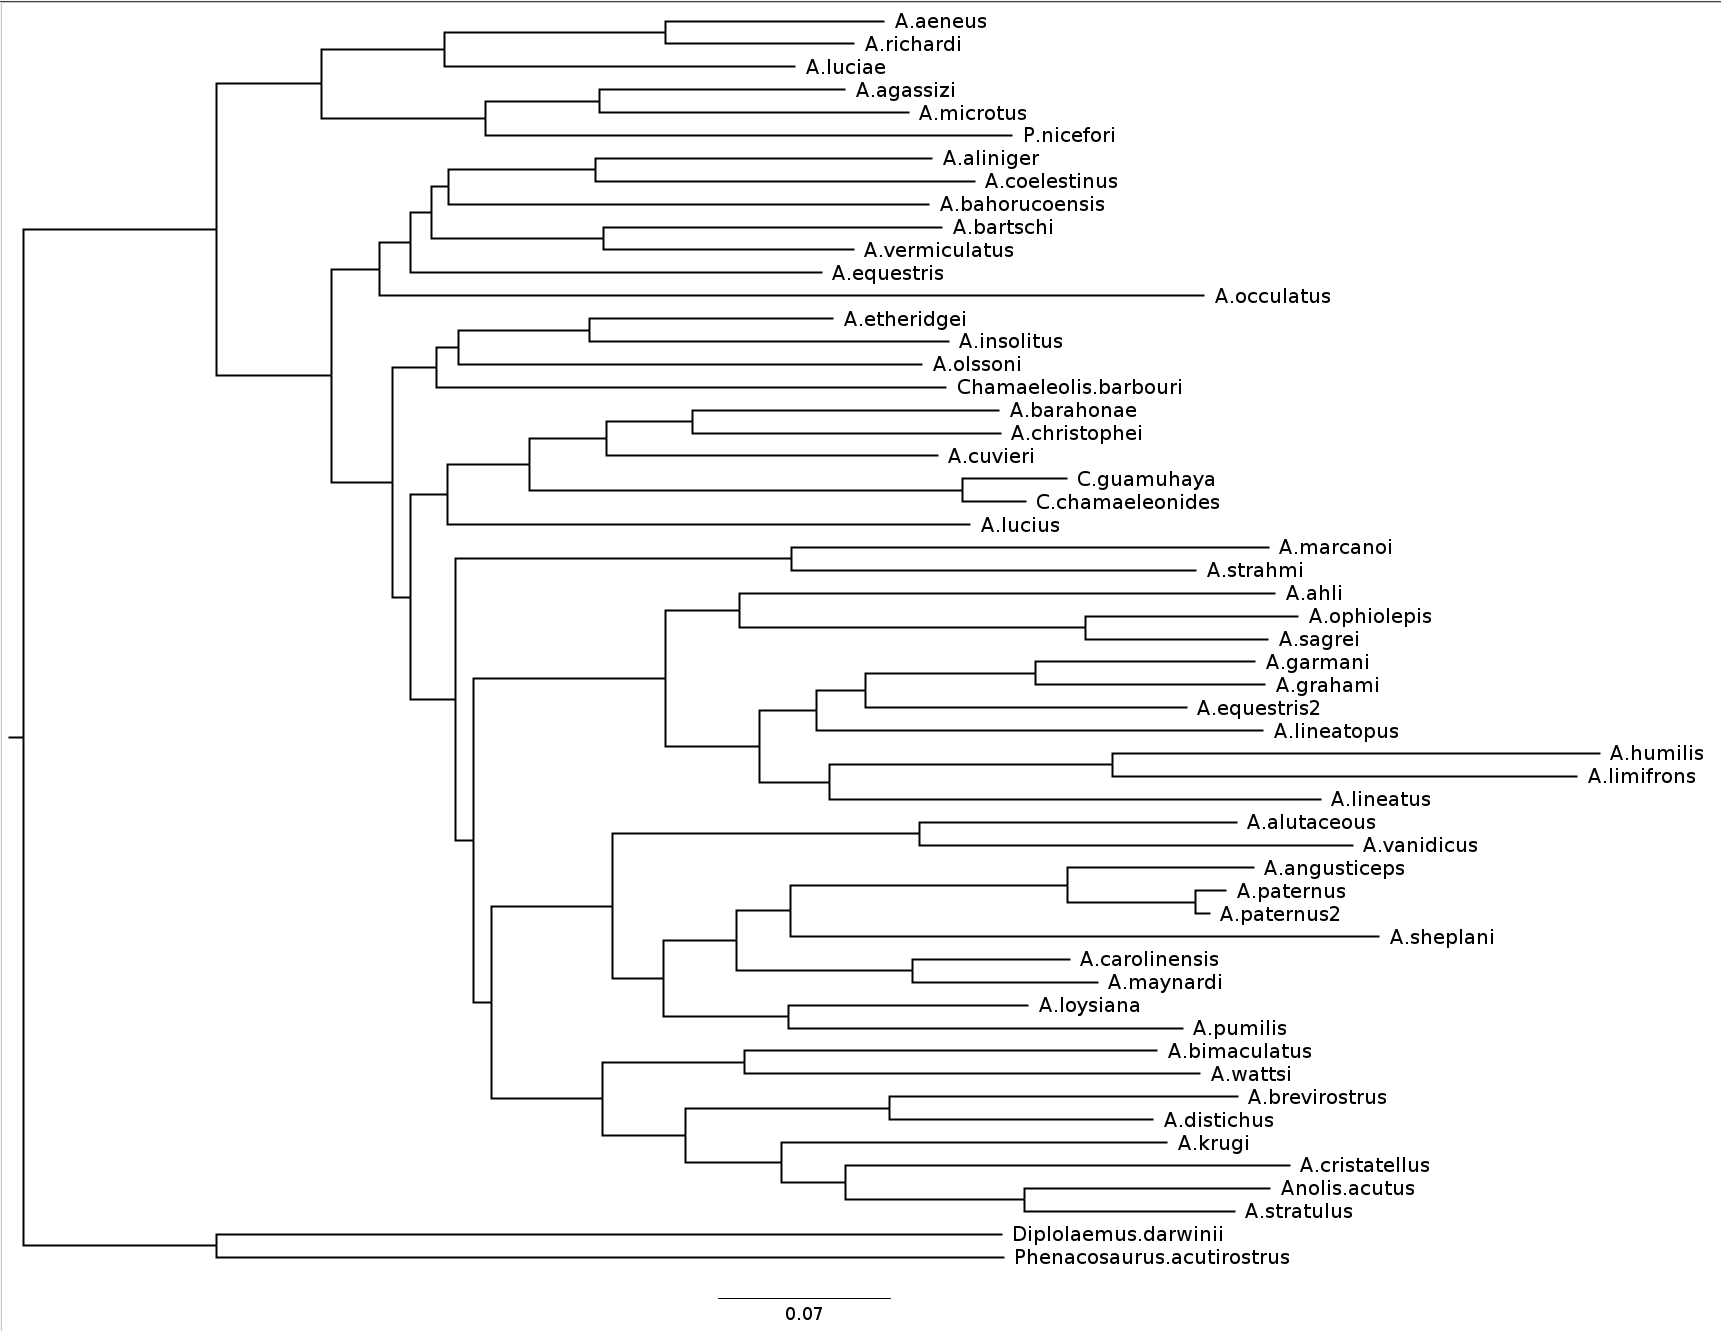 A.aeneus
A.richardi
A.luciae
A.agassizi
A.microtus
P.nicefori
A.aliniger
A.coelestinus
A.bahorucoensis
A.bartschi
A.vermiculatus
A.equestris
A.occulatus
A.etheridgei
A.insolitus
A.olssoni
Chamaeleolis.barbouri
A.barahonae
A.christophei
A.cuvieri
C.guamuhaya
C.chamaeleonides
A.lucius
A.marcanoi
A.strahmi
A.ahli
A.ophiolepis
A.sagrei
A.garmani
A.grahami
A.equestris2
A.lineatopus
A.humilis
A.limifrons
A.lineatus
A.alutaceous
A.vanidicus
A.angusticeps
A.paternus
A.paternus2
A.sheplani
A.carolinensis
A.maynardi
A.loysiana
A.pumilis
A.bimaculatus
A.wattsi
A.brevirostrus
A.distichus
A.krugi
A.cristatellus
Anolis.acutus
A.stratulus
Diplolaemus.darwinii
Phenacosaurus.acutirostrus
0.07